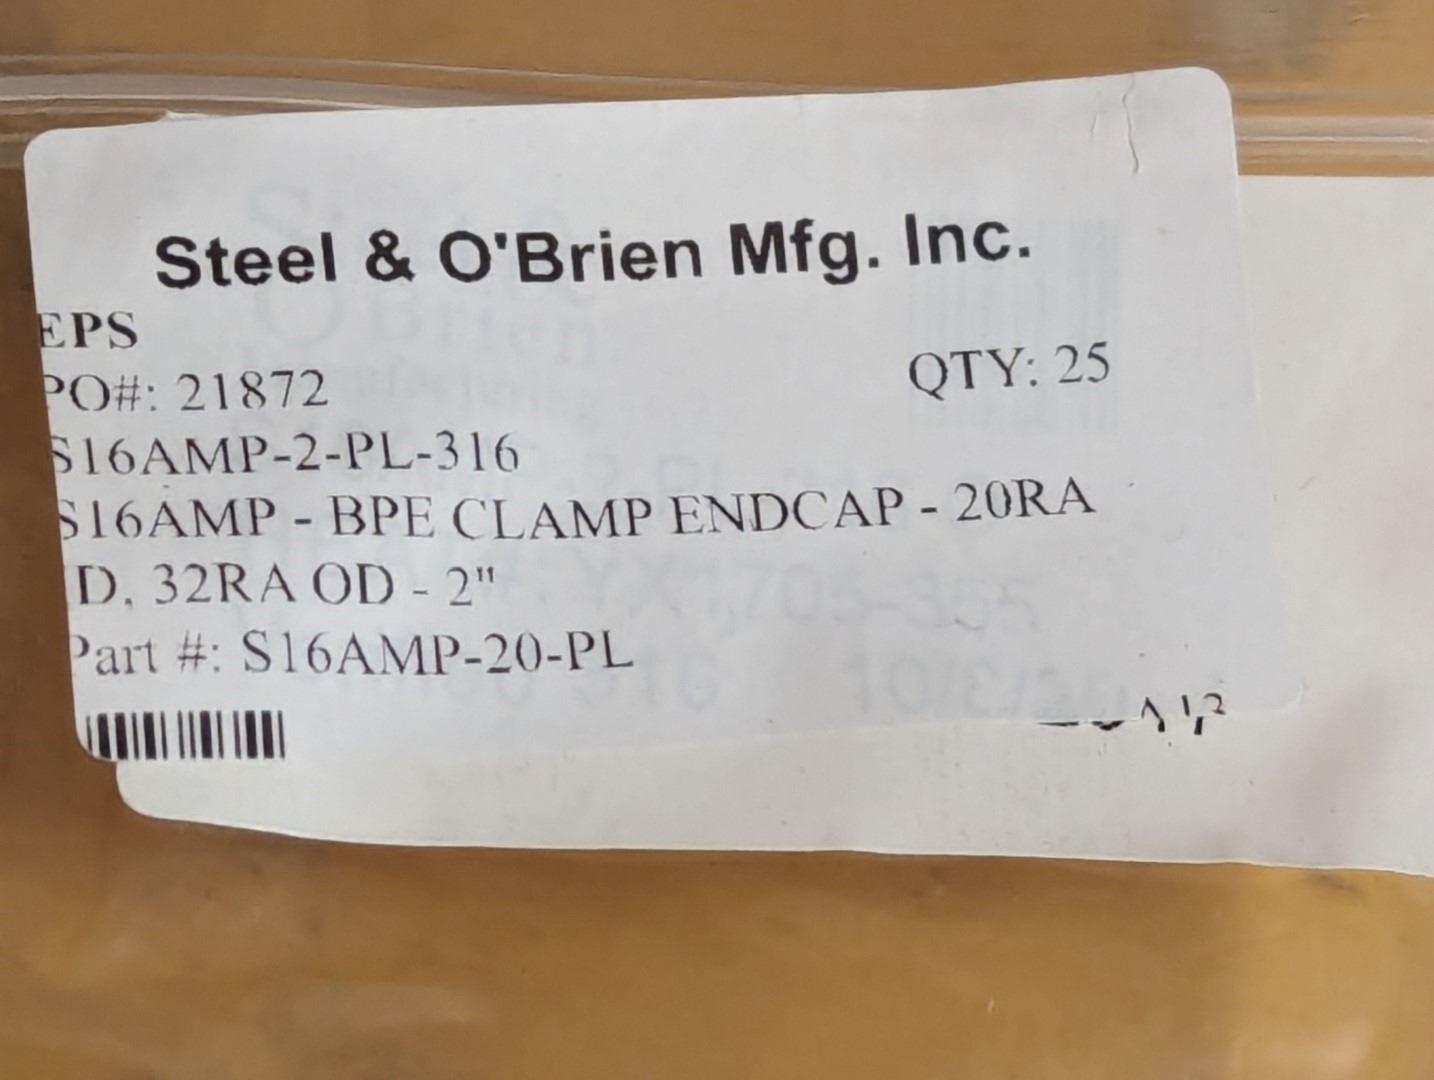 Steel & O'Brien Mfg. Inc.
EPS
PO#: 21872
QTY: 25
S16AMP-2-PL-316
S16AMP - BPE CLAMP ENDCAP - 20RA
D, 32RA OD - 2"
Part #: S16AMP-20-PL